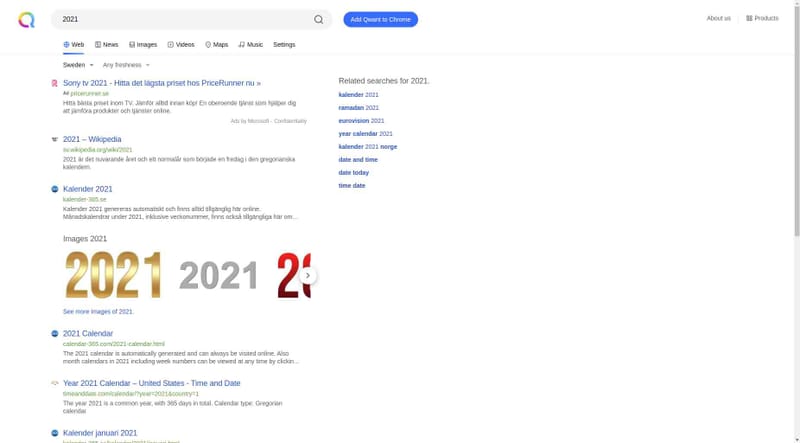 2021
Add Qwant to Chrome
About us
Products
Web
News
Images
Videos
Maps
Music
Settings
Sweden
Any freshness
Sony tv 2021 - Hitta det lägsta priset hos PriceRunner nu »
Ad pricerunner.se
Hitta bästa priset inom TV. Jämför alltid innan köp! En oberoende tjänst som hjälper dig
att jämföra produkter och tjänster online.
Ads by Microsoft - Confidentiality
2021 – Wikipedia
sv.wikipedia.org/wiki/2021
2021 är det nuvarande året och ett normalår som började en fredag i den gregorianska
kalendern.
Kalender 2021
kalender-365.se
Kalender 2021 genereras automatiskt och finns alltid tillgänglig här online.
Månadskalendrar under 2021, inklusive veckonummer, finns också tillgängliga här om...
Images 2021
2021
2021
See more images of 2021.
2021 Calendar
calendar-365.com/2021-calendar.html
The 2021 calendar is automatically generated and can always be visited online. Also
month calendars in 2021 including week numbers can be viewed at any time by clickin...
Year 2021 Calendar – United States - Time and Date
timeanddate.com/calendar/?year=2021&country=1
The year 2021 is a common year, with 365 days in total. Calendar type: Gregorian
calendar
Kalender januari 2021
Related searches for 2021.
kalender 2021
ramadan 2021
eurovision 2021
year calendar 2021
kalender 2021 norge
date and time
date today
time date